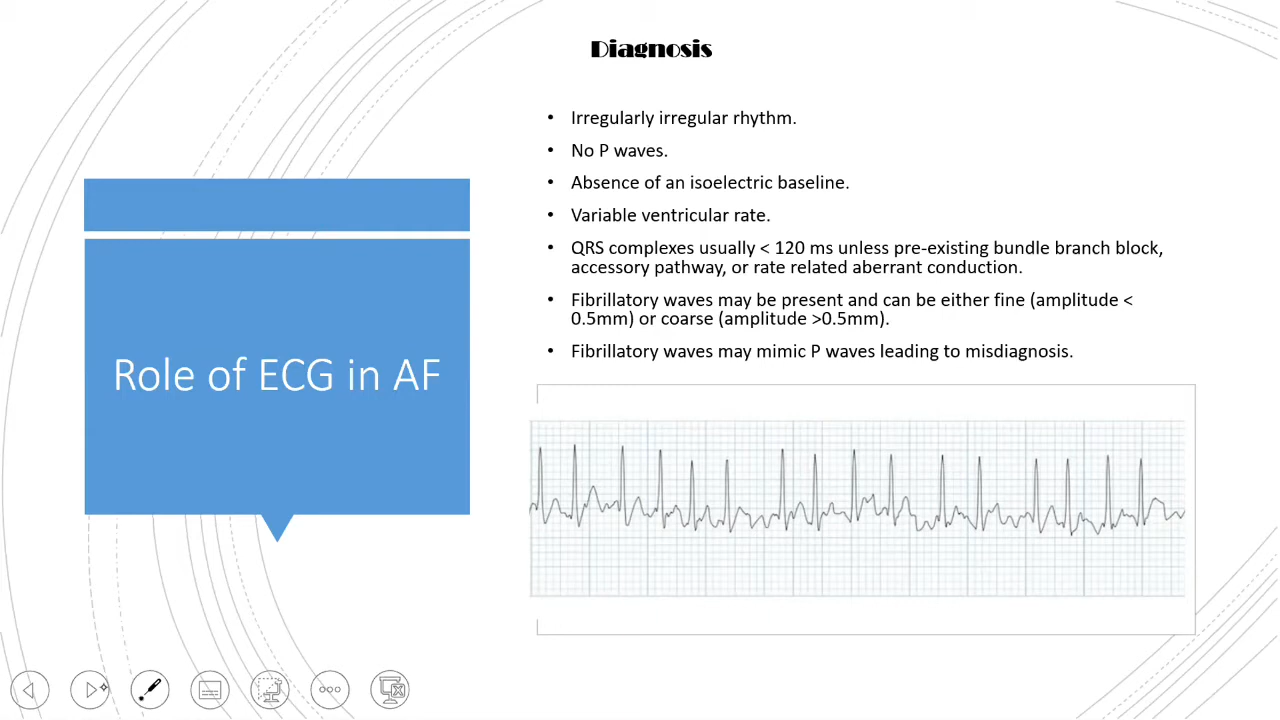 Diagnosis
• Irregularly irregular rhythm.
• No P waves.
• Absence of an isoelectric baseline.
• Variable ventricular rate.
• QRS complexes usually < 120 ms unless pre-existing bundle branch block,
accessory pathway, or rate related aberrant conduction.
• Fibrillatory waves may be present and can be either fine (amplitude <
0.5mm) or coarse (amplitude >0.5mm).
• Fibrillatory waves may mimic P waves leading to misdiagnosis.
Role of ECG in AF